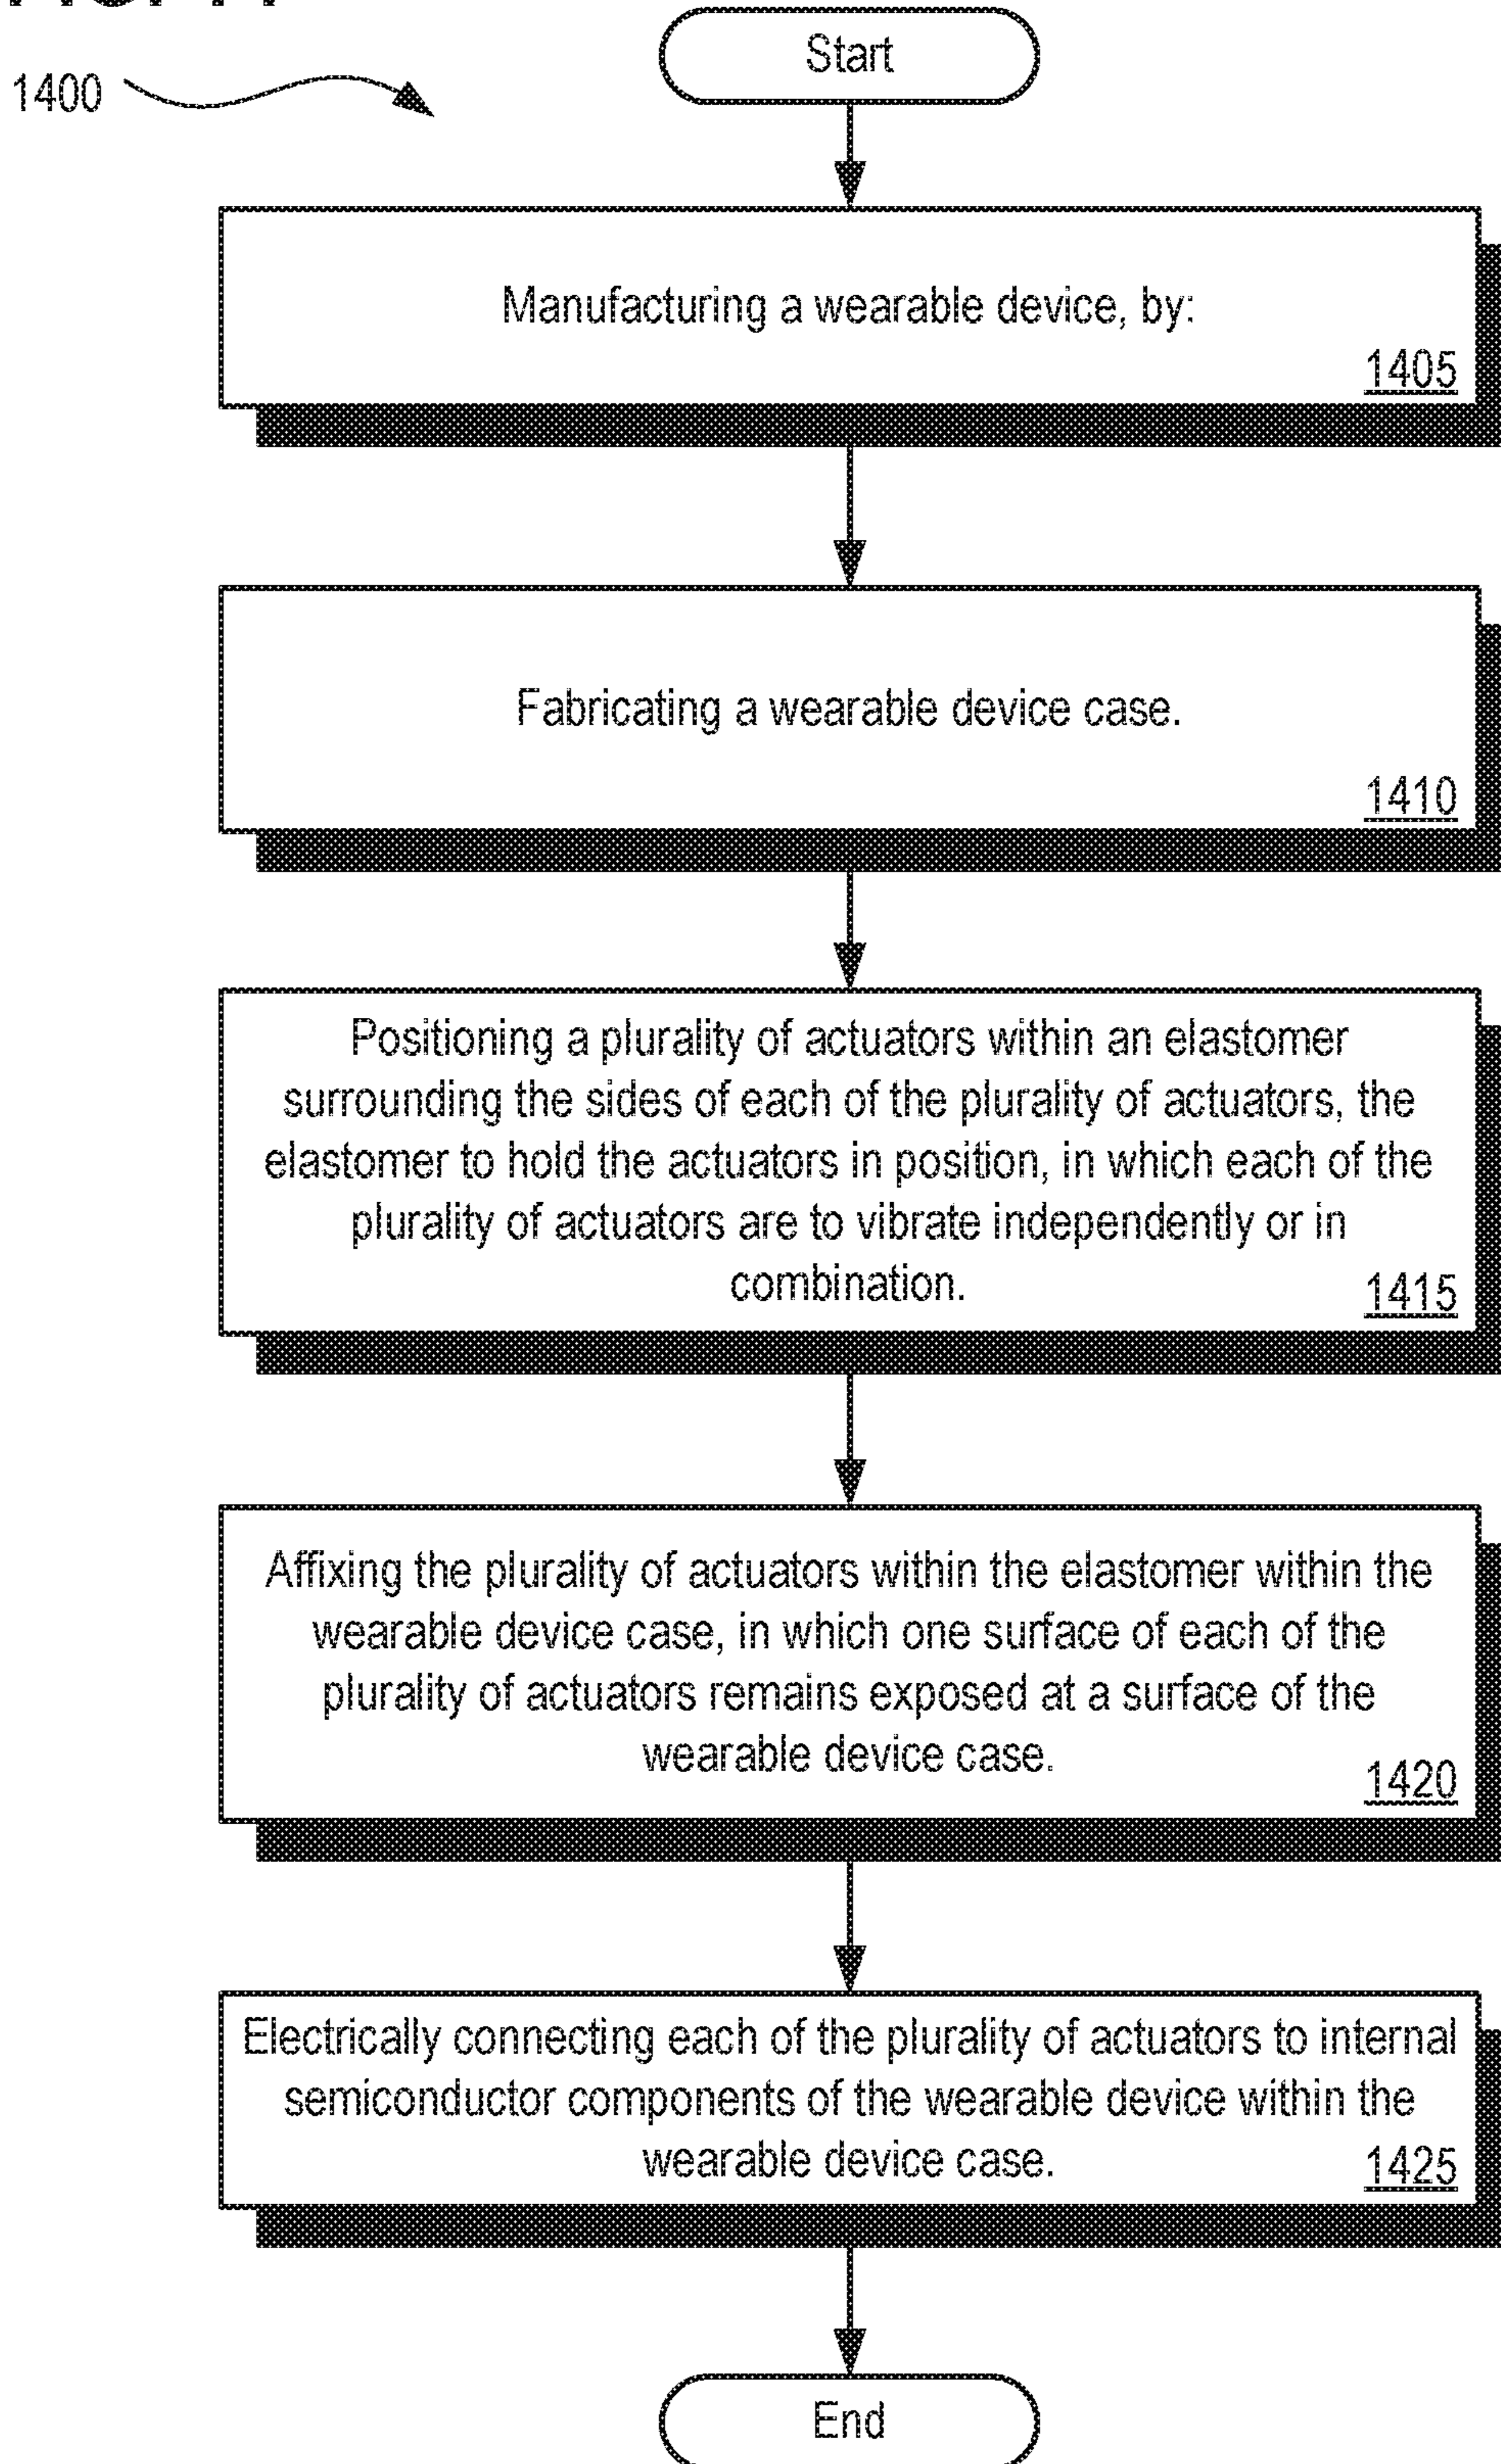 1400
Start
Manufacturing a wearable device, by:
1405
Fabricating a wearable device case.
1410
Positioning a plurality of actuators within an elastomer
surrounding the sides of each of the plurality of actuators, the
elastomer to hold the actuators in position, in which each of the
plurality of actuators are to vibrate independently or in
combination.
1415
Affixing the plurality of actuators within the elastomer within the
wearable device case, in which one surface of each of the
plurality of actuators remains exposed at a surface of the
wearable device case.
1420
Electrically connecting each of the plurality of actuators to internal
semiconductor components of the wearable device within the
wearable device case.
1425
End